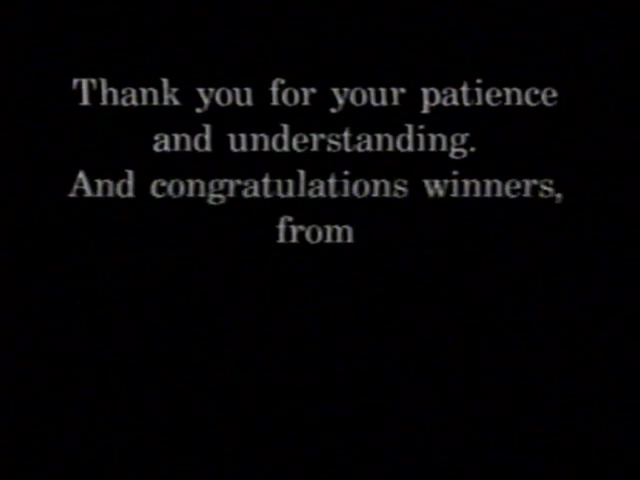 Thank you for your patience
and understanding.
And congratulations winners,
from